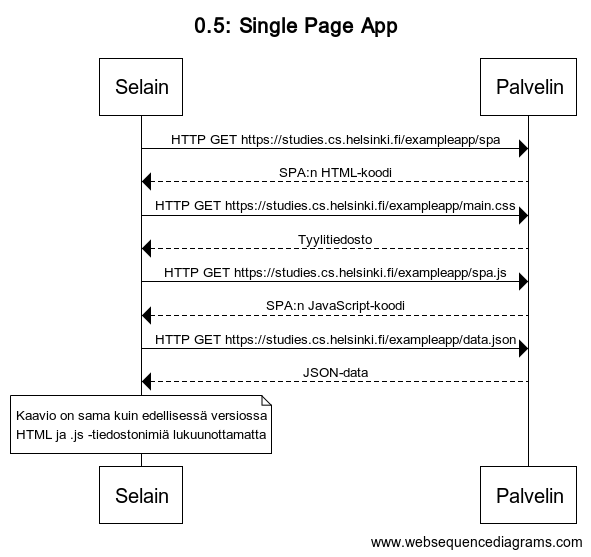 0.5: Single Page App
Selain
Palvelin
HTTP GET https://studies.cs.helsinki.fi/exampleapp/spa
SPA:n HTML-koodi
HTTP GET https://studies.cs.helsinki.fi/exampleapp/main.css
Tyylitiedosto
HTTP GET https://studies.cs.helsinki.fi/exampleapp/spa.js
SPA:n JavaScript-koodi
HTTP GET https://studies.cs.helsinki.fi/exampleapp/data.json
JSON-data
Kaavio on sama kuin edellisessä versiossa
HTML ja .js -tiedostonimiä lukuunottamatta
Selain
Palvelin
www.websequencediagrams.com